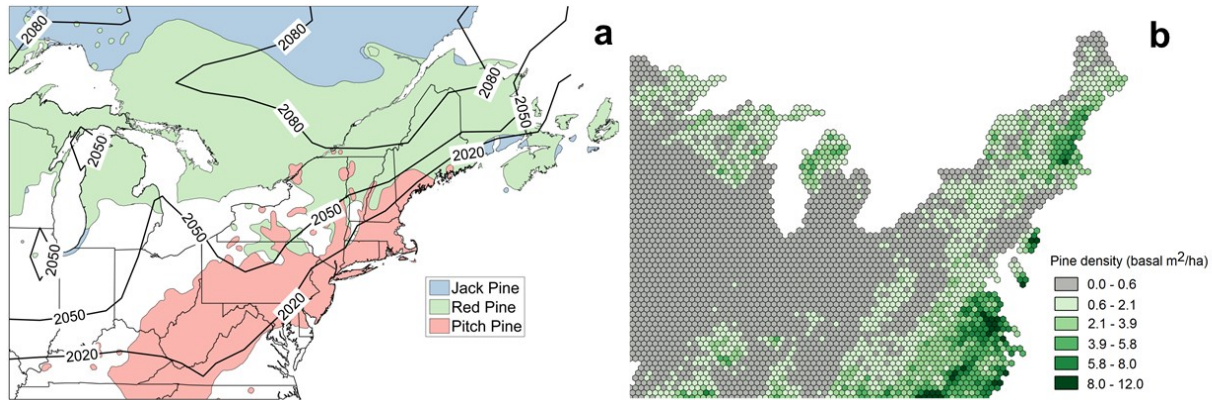 2080
2080
a
b
2080
2080
2050
2050
2020
2050
2050
2050
Pine density (basal m²/ha)
0.0 - 0.6
0.6 - 2.1
2.1 - 3.9
3.9 - 5.8
5.8 - 8.0
8.0 - 12.0
Jack Pine
Red Pine
Pitch Pine
2020
2050
2020